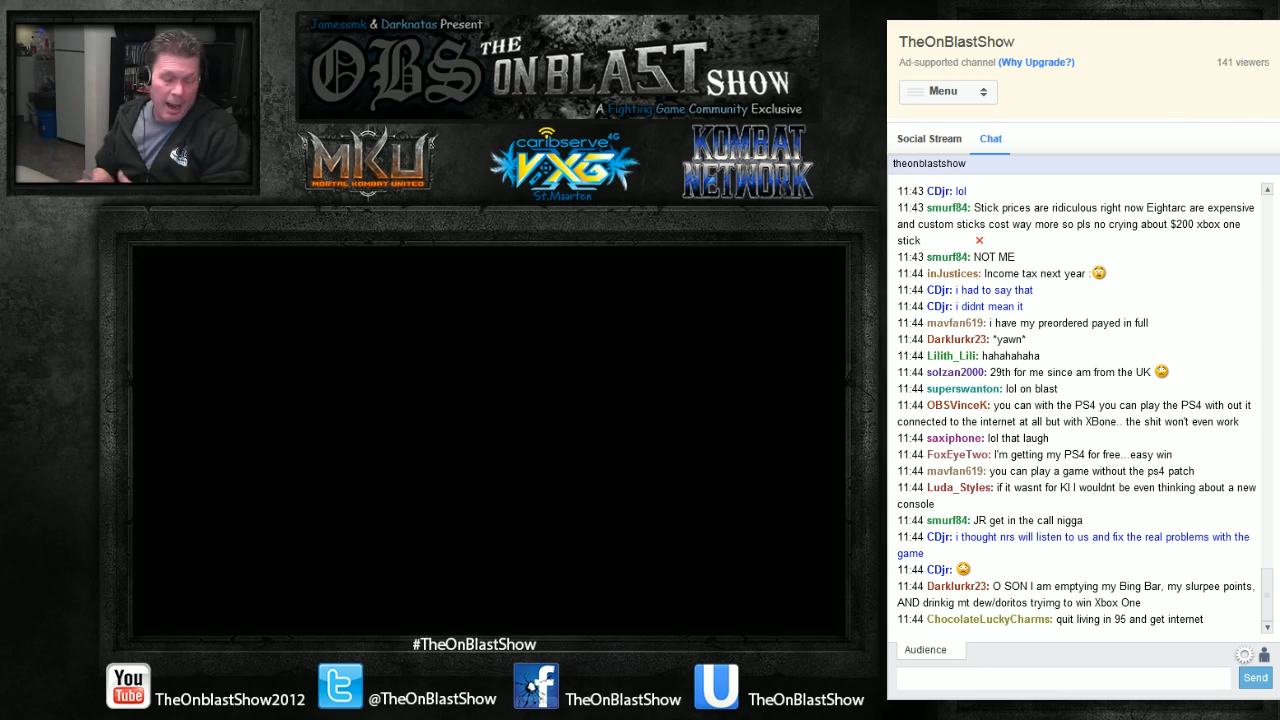 Jamessmk & Darknatas Present
OBS THE ON BLAST SHOW
A Fighting Game Community Exclusive
MKU
MORTAL KOMBAT UNITED
caribserve 4G
VXG
St.Maarten
KOMBAT
NETWORK
#TheOnBlastShow
You Tube TheOnblastShow2012
t @TheOnBlastShow
f TheOnBlastShow
U TheOnBlastShow
TheOnBlastShow
Ad-supported channel (Why Upgrade?) 141 viewers
Menu
Social Stream Chat
theonblastshow
11:43 CDjr: lol
11:43 smurf84: Stick prices are ridiculous right now Eightarc are expensive
and custom sticks cost way more so pls no crying about $200 xbox one
stick
11:43 smurf84: NOT ME
11:44 inJustices: Income tax next year :
11:44 CDjr: i had to say that
11:44 CDjr: i didnt mean it
11:44 mavfan619: i have my preordered payed in full
11:44 Darklurkr23: *yawn*
11:44 Lilith_Lili: hahahahaha
11:44 solzan2000: 29th for me since am from the UK
11:44 superswanton: lol on blast
11:44 OBSVinceK: you can with the PS4 you can play the PS4 with out it
connected to the internet at all but with XBone.. the shit won't even work
11:44 saxiphone: lol that laugh
11:44 FoxEyeTwo: I'm getting my PS4 for free...easy win
11:44 mavfan619: you can play a game without the ps4 patch
11:44 Luda_Styles: if it wasnt for KI I wouldnt be even thinking about a new
console
11:44 smurf84: JR get in the call nigga
11:44 CDjr: i thought nrs will listen to us and fix the real problems with the
game
11:44 CDjr:
11:44 Darklurkr23: O SON I am emptying my Bing Bar, my slurpee points,
AND drinkig mt dew/doritos tryimg to win Xbox One
11:44 ChocolateLuckyCharms: quit living in 95 and get internet
Audience
Send